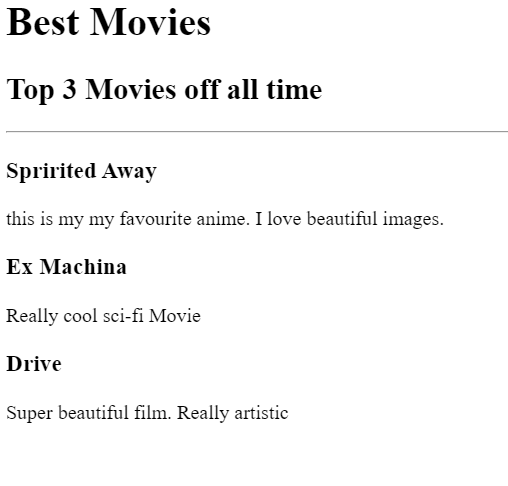 Best Movies
Top 3 Movies off all time
Spririted Away
this is my my favourite anime. I love beautiful images.
Ex Machina
Really cool sci-fi Movie
Drive
Super beautiful film. Really artistic